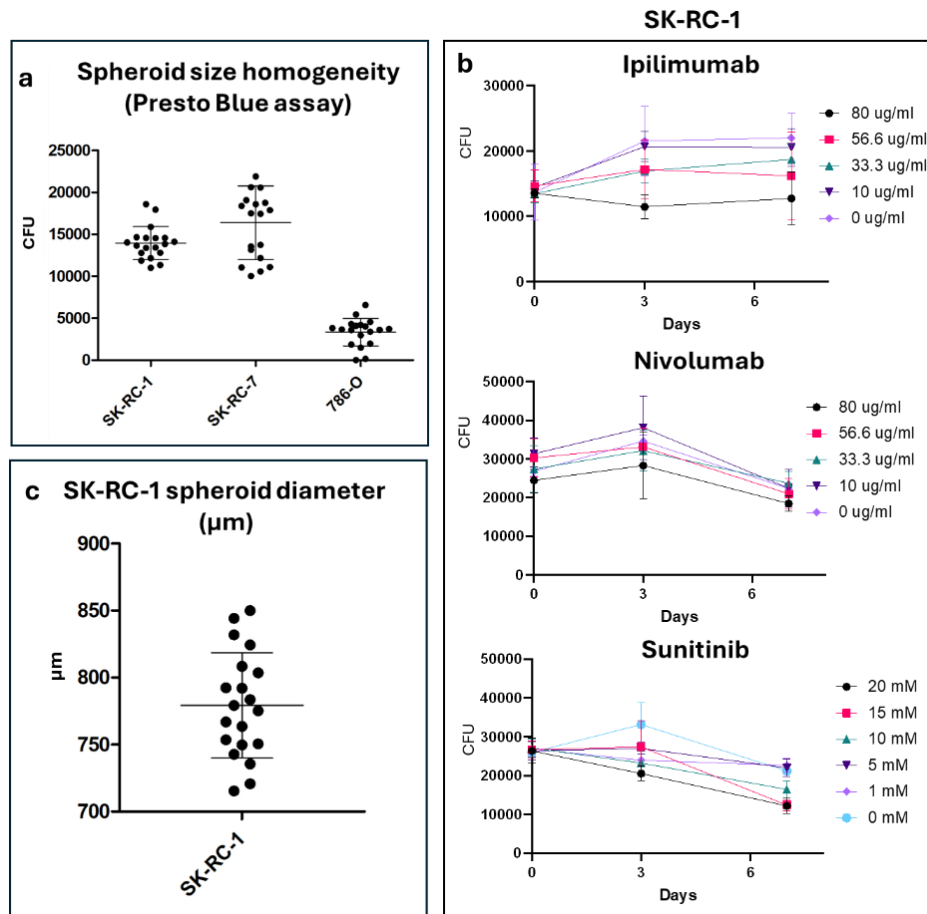 SK-RC-1
a
Spheroid size homogeneity
(Presto Blue assay)
CFU
25000
20000
15000
10000
5000
0
SK-RC-1
SK-RC-7
786-O
b
Ipilimumab
CFU
30000
20000
10000
0
0
3
6
Days
80 ug/ml
56.6 ug/ml
33.3 ug/ml
10 ug/ml
0 ug/ml
Nivolumab
CFU
50000
40000
30000
20000
10000
0
0
3
6
Days
80 ug/ml
56.6 ug/ml
33.3 ug/ml
10 ug/ml
0 ug/ml
Sunitinib
CFU
50000
40000
30000
20000
10000
0
0
3
6
Days
20 mM
15 mM
10 mM
5 mM
1 mM
0 mM
c
SK-RC-1 spheroid diameter
(µm)
µm
900
850
800
750
700
SK-RC-1